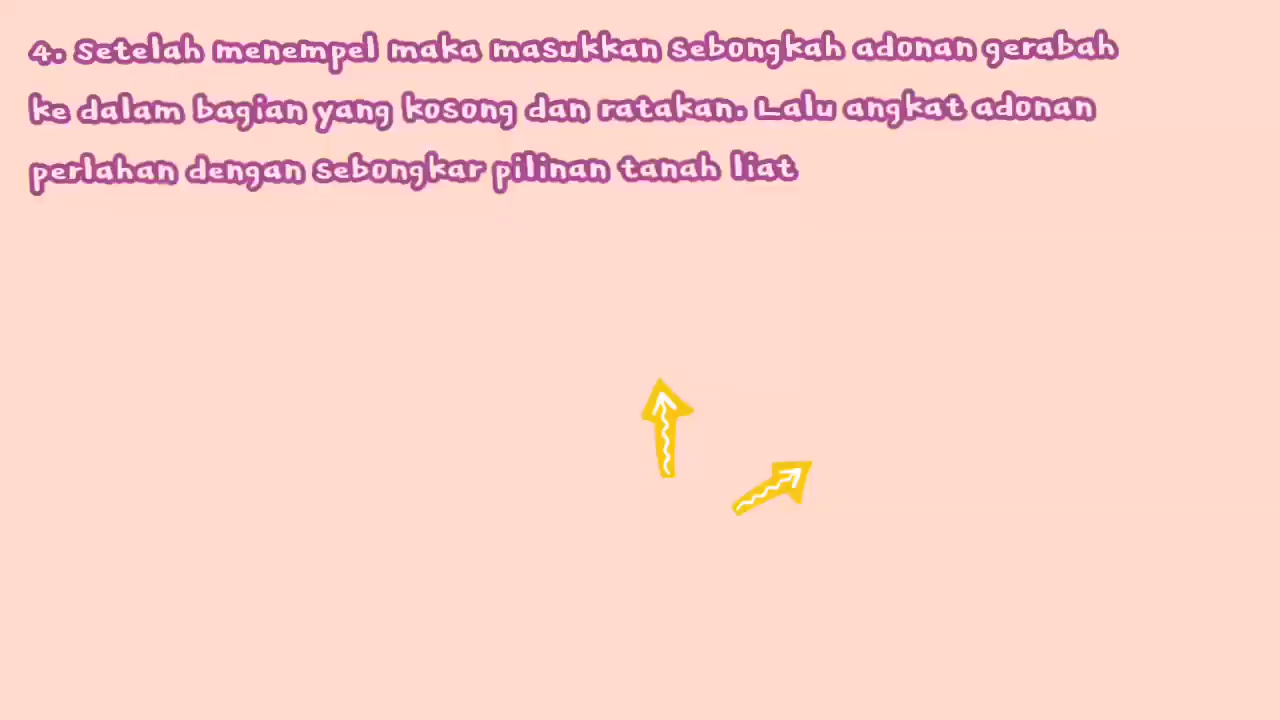 4. Setelah menempel maka masukkan sebongkah adonan gerabah
ke dalam bagian yang kosong dan ratakan. Lalu angkat adonan
perlahan dengan sebongkar pilinan tanah liat